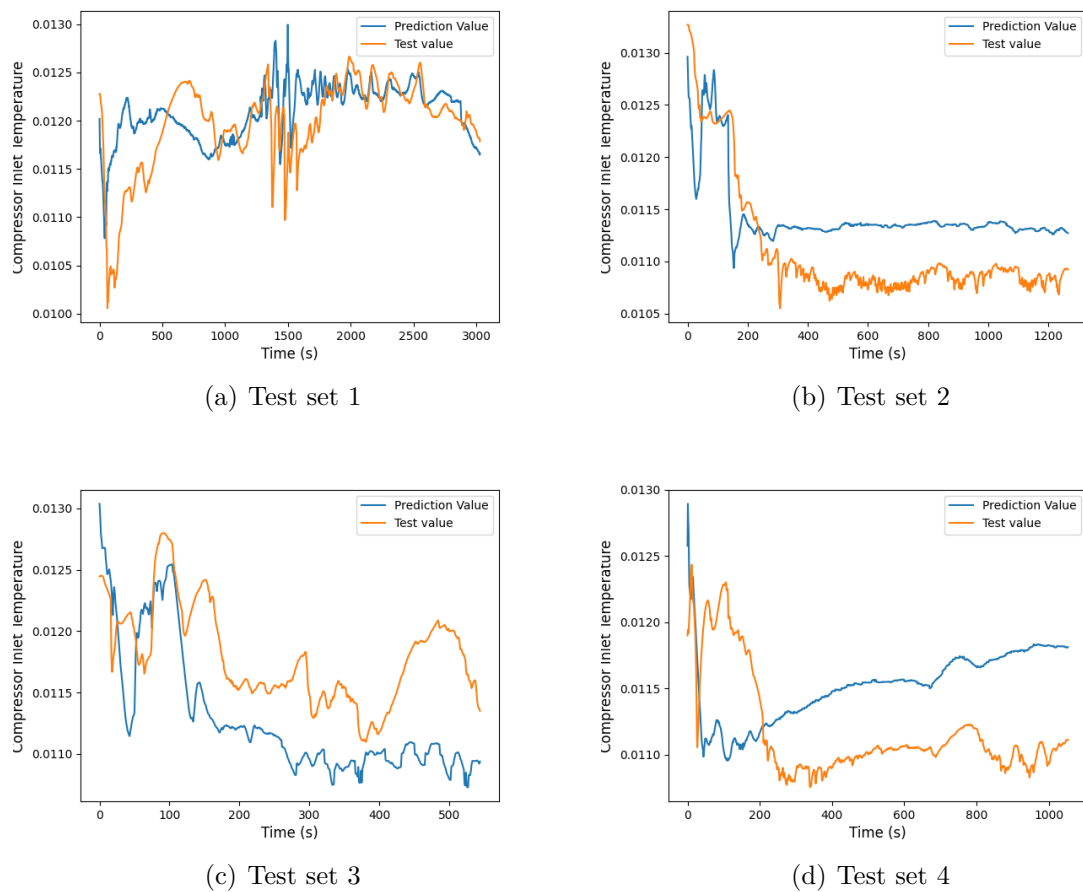 Prediction Value
Test value
0.0130
0.0125
0.0120
0.0115
0.0110
0.0105
0.0100
Compressor Inlet Temperature
0 500 1000 1500 2000 2500 3000
Time (s)
(a) Test set 1
Prediction Value
Test value
0.0130
0.0125
0.0120
0.0115
0.0110
0.0105
Compressor Inlet Temperature
0 200 400 600 800 1000 1200
Time (s)
(b) Test set 2
Prediction Value
Test value
0.0130
0.0125
0.0120
0.0115
0.0110
Compressor Inlet Temperature
0 100 200 300 400 500
Time (s)
(c) Test set 3
Prediction Value
Test value
0.0130
0.0125
0.0120
0.0115
0.0110
Compressor Inlet Temperature
0 200 400 600 800 1000
Time (s)
(d) Test set 4